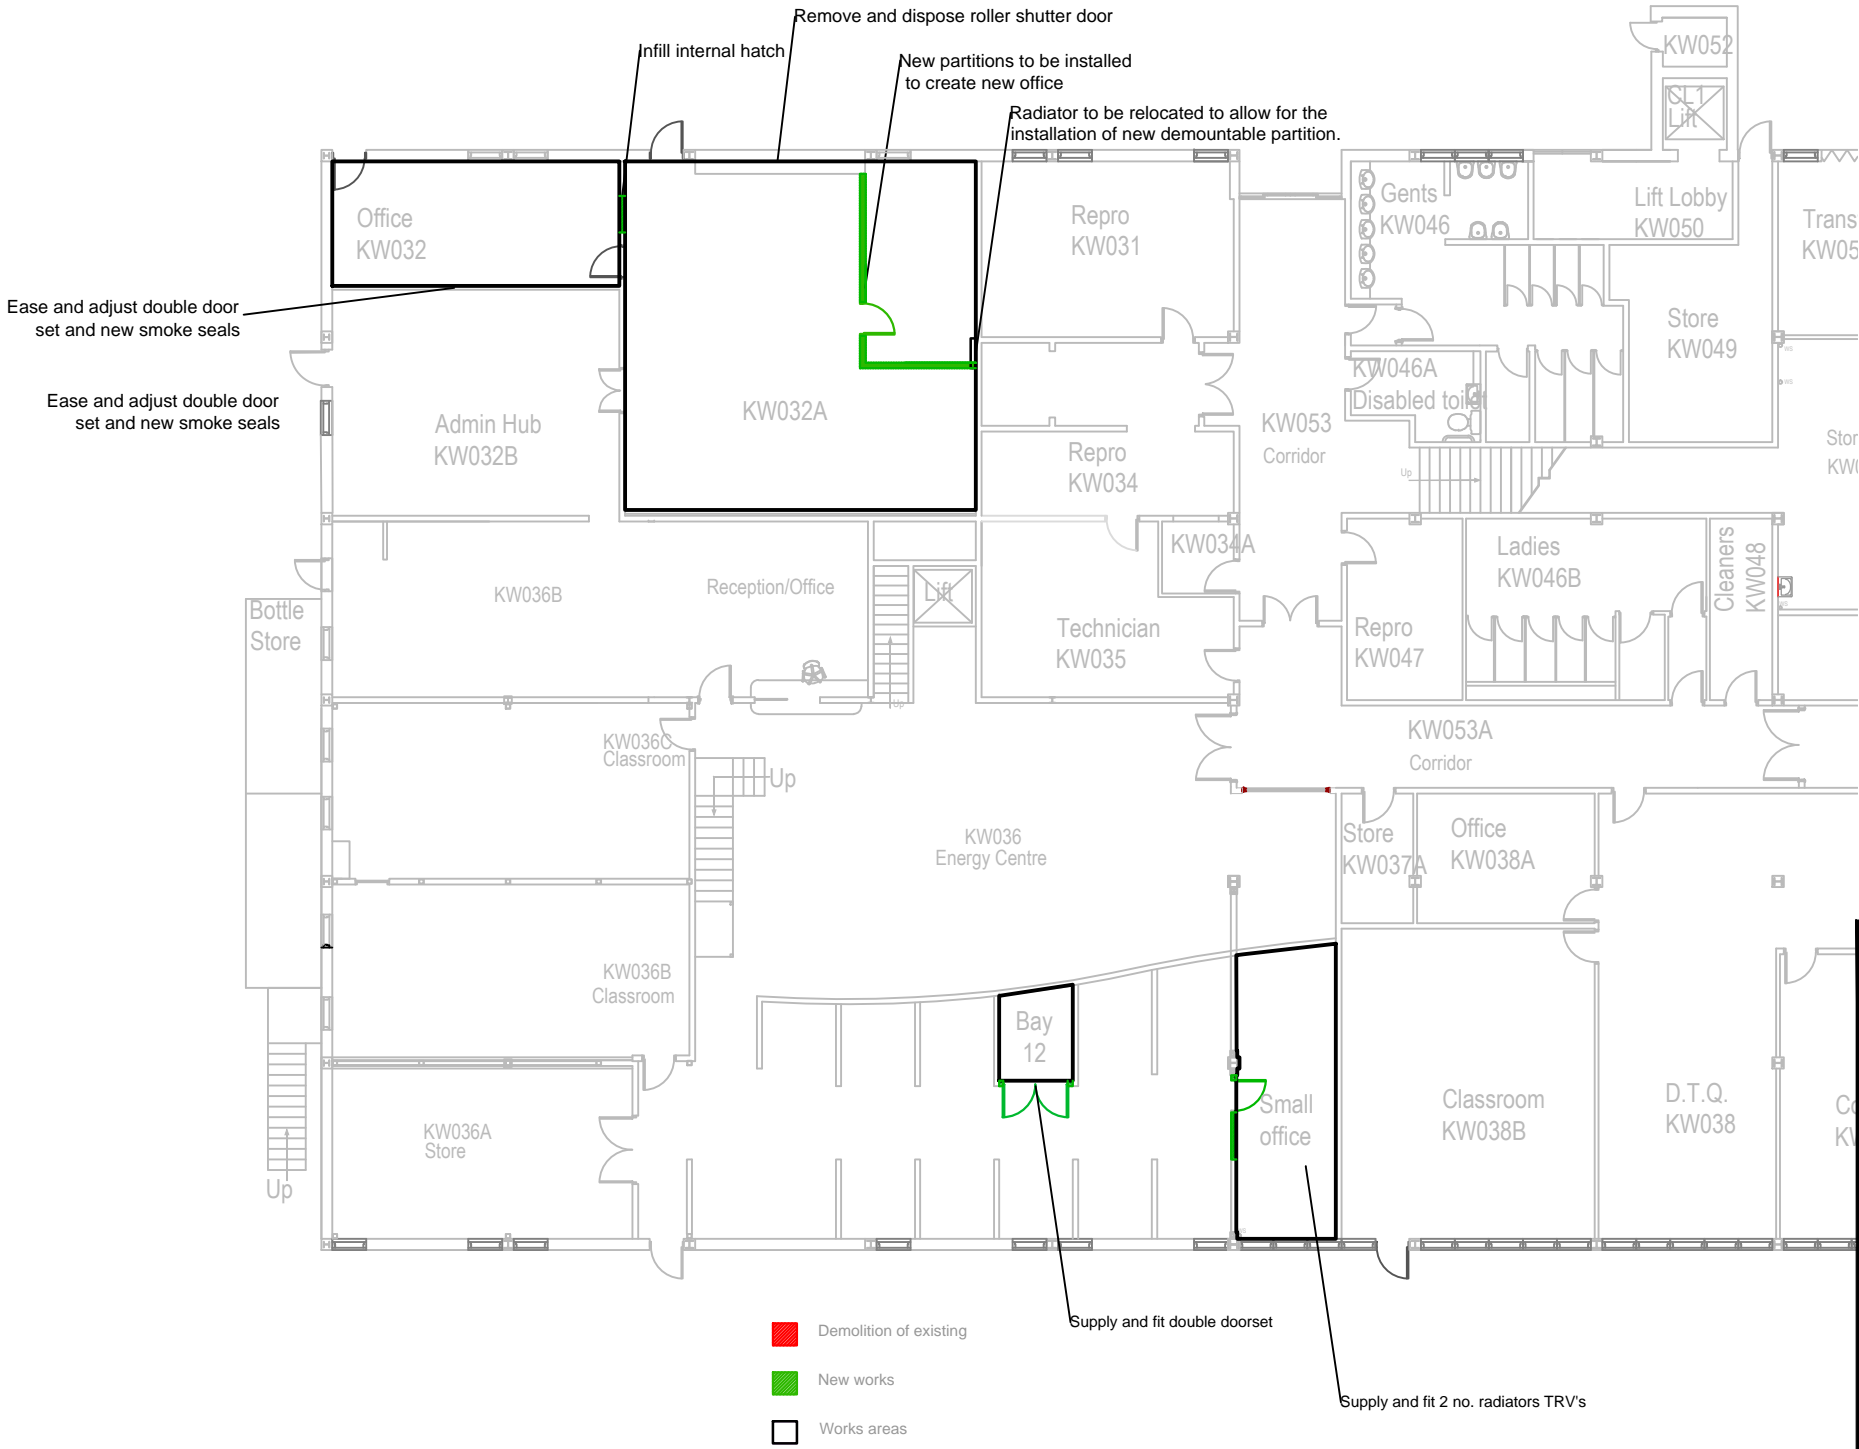 Remove and dispose roller shutter door
Infill internal hatch
New partitions to be installed
to create new office
Radiator to be relocated to allow for the
installation of new demountable partition.
KW052
CL1
Lift
Office
KW032
Repro
KW031
Gents
KW046
Lift Lobby
KW050
Trans
KW05
Ease and adjust double door
set and new smoke seals
Store
KW049
Ease and adjust double door
set and new smoke seals
Admin Hub
KW032B
KW032A
KW046A
Disabled toilet
KW053
Corridor
Repro
KW034
Up
Stor
KW0
KW034A
Ladies
KW046B
Cleaners
KW048
KW036B
Reception/Office
Lift
Bottle
Store
Technician
KW035
Repro
KW047
Up
KW036C
Classroom
Up
KW053A
Corridor
KW036
Energy Centre
Store
KW037A
Office
KW038A
KW036B
Classroom
Bay
12
Small
office
Classroom
KW038B
D.T.Q.
KW038
KW036A
Store
Up
Supply and fit double doorset
Demolition of existing
New works
Supply and fit 2 no. radiators TRV's
Works areas